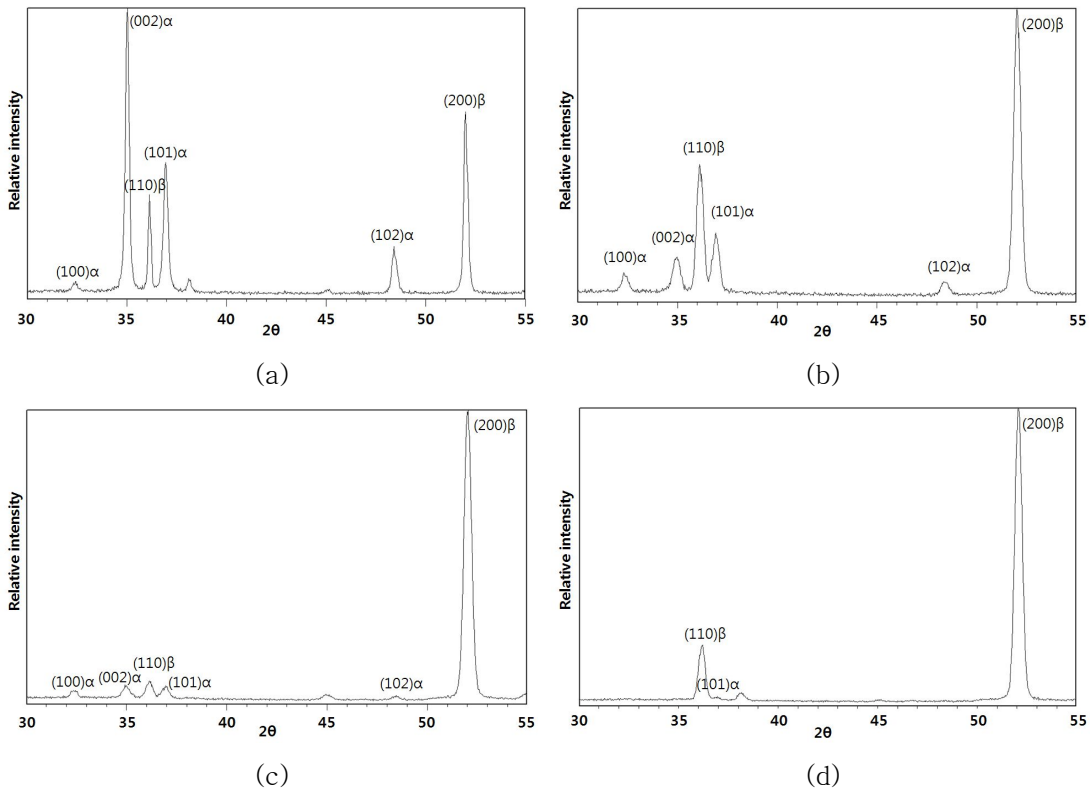 (002)α
(200)β
(101)α
(110)β
(102)α
(100)α
Relative intensity
30 35 40 45 50 55
2θ
(a)
(200)β
(110)β
(101)α
(002)α
(100)α
(102)α
Relative intensity
30 35 40 45 50 55
2θ
(b)
(200)β
(110)β
(002)α
(100)α
(101)α
(102)α
Relative intensity
30 35 40 45 50 55
2θ
(c)
(200)β
(110)β
(101)α
Relative intensity
30 35 40 45 50 55
2θ
(d)